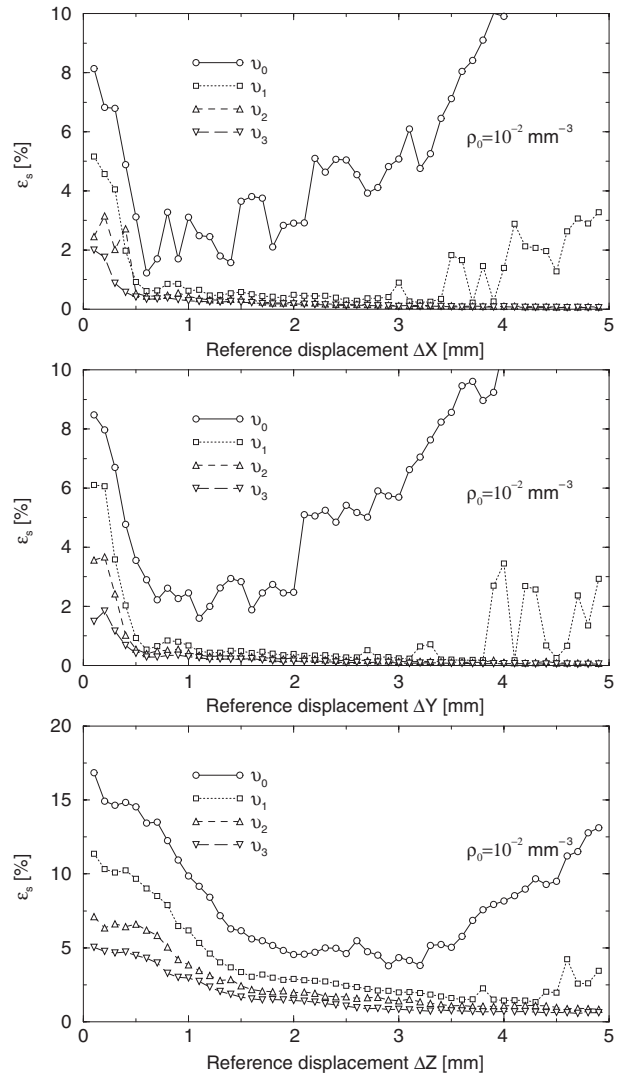 10
8
6
4
2
0
ε_s [%]
υ_0
υ_1
υ_2
υ_3
ρ_0=10^{-2} mm^{-3}
0 1 2 3 4 5
Reference displacement ΔX [mm]
10
8
6
4
2
0
ε_s [%]
υ_0
υ_1
υ_2
υ_3
ρ_0=10^{-2} mm^{-3}
0 1 2 3 4 5
Reference displacement ΔY [mm]
20
15
10
5
0
ε_s [%]
υ_0
υ_1
υ_2
υ_3
ρ_0=10^{-2} mm^{-3}
0 1 2 3 4 5
Reference displacement ΔZ [mm]